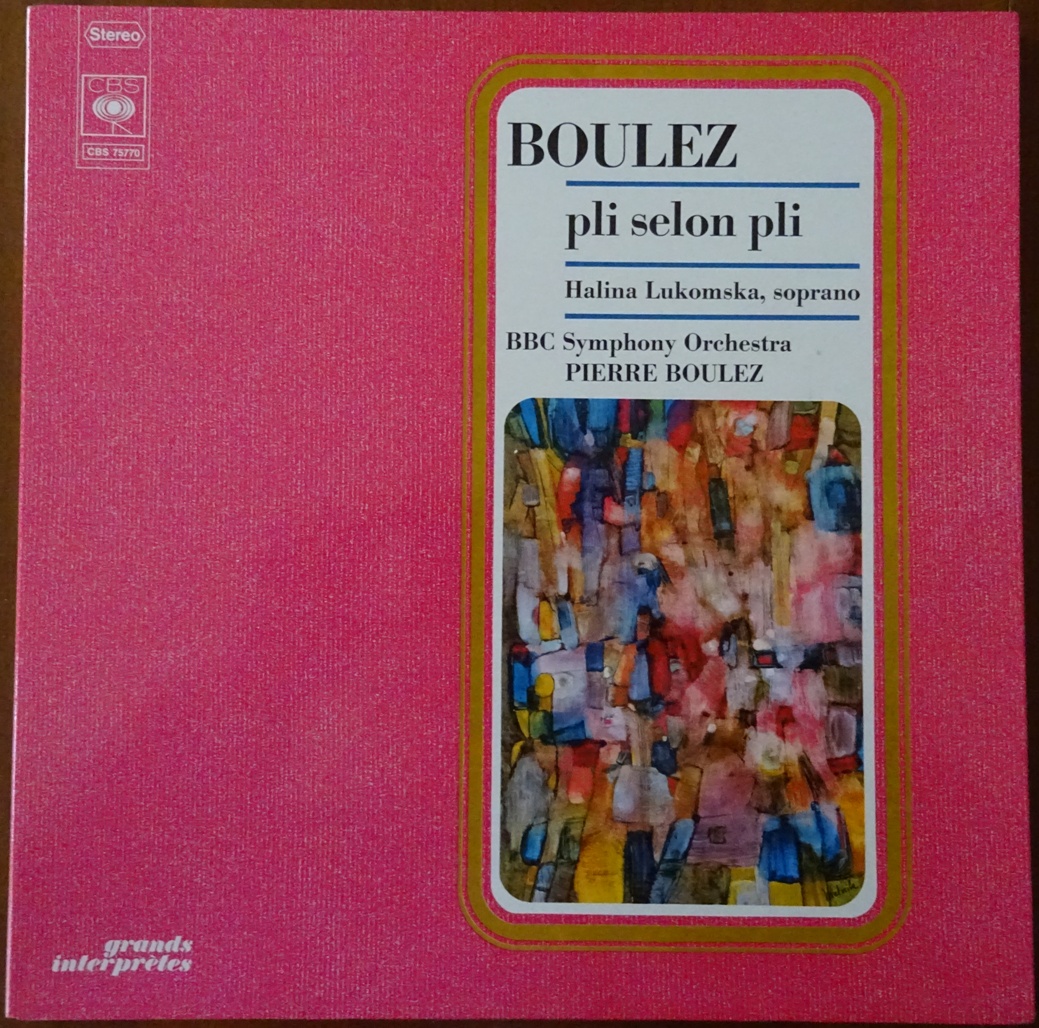 Stereo
CBS
CBS 75770
BOULEZ
pli selon pli
Halina Lukomska, soprano
BBC Symphony Orchestra
PIERRE BOULEZ
grands
interprètes